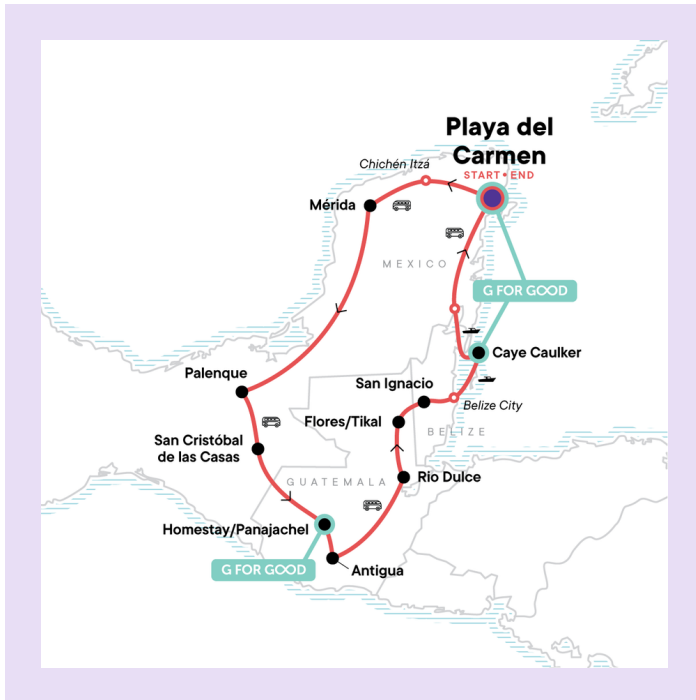 Playa del
Carmen
START • END
Chichén Itzá
Mérida
MEXICO
G FOR GOOD
Caye Caulker
Palenque
San Ignacio
Belize City
Flores/Tikal
BELIZE
San Cristóbal
de las Casas
Río Dulce
GUATEMALA
Homestay/Panajachel
G FOR GOOD
Antigua